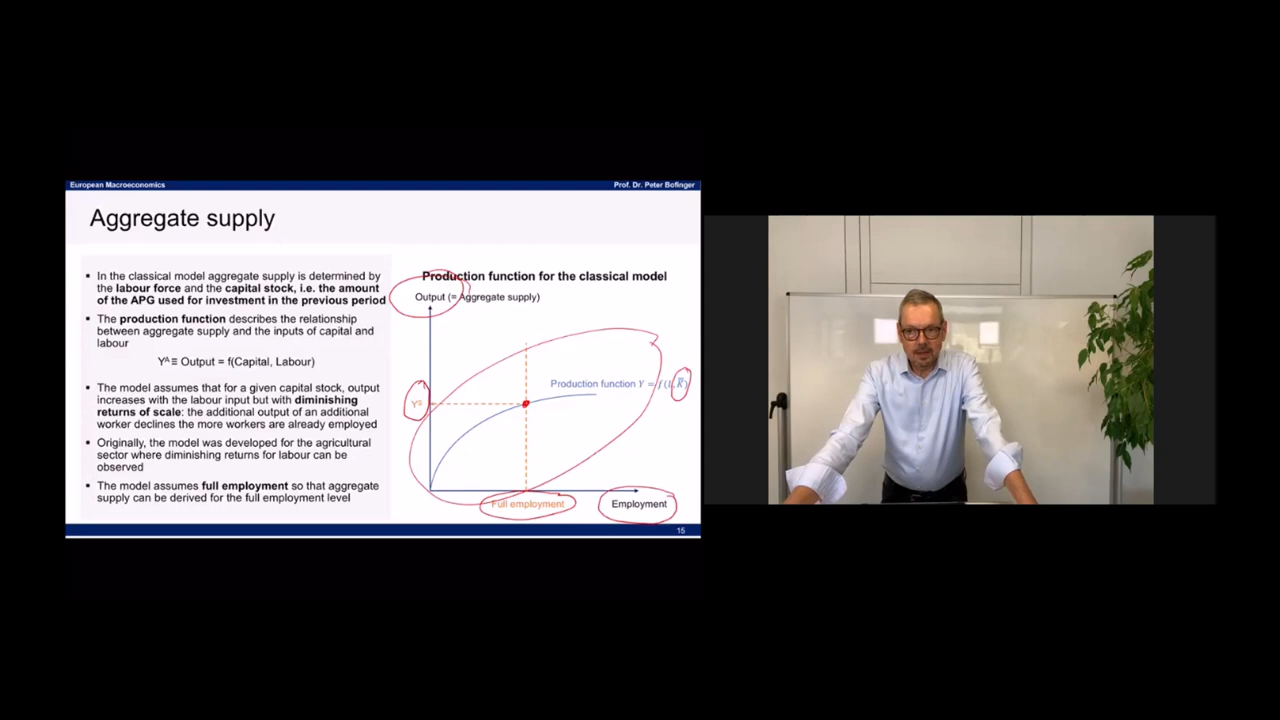 European Macroeconomics
Prof. Dr. Peter Bofinger
Aggregate supply
▪ In the classical model aggregate supply is determined by
the labour force and the capital stock, i.e. the amount
of the APG used for investment in the previous period
▪ The production function describes the relationship
between aggregate supply and the inputs of capital and
labour
Yᴬ ≡ Output = f(Capital, Labour)
▪ The model assumes that for a given capital stock, output
increases with the labour input but with diminishing
returns of scale: the additional output of an additional
worker declines the more workers are already employed
▪ Originally, the model was developed for the agricultural
sector where diminishing returns for labour can be
observed
▪ The model assumes full employment so that aggregate
supply can be derived for the full employment level
Production function for the classical model
Output (= Aggregate supply)
Production function Y = f(L, K̅)
Full employment
Employment
15